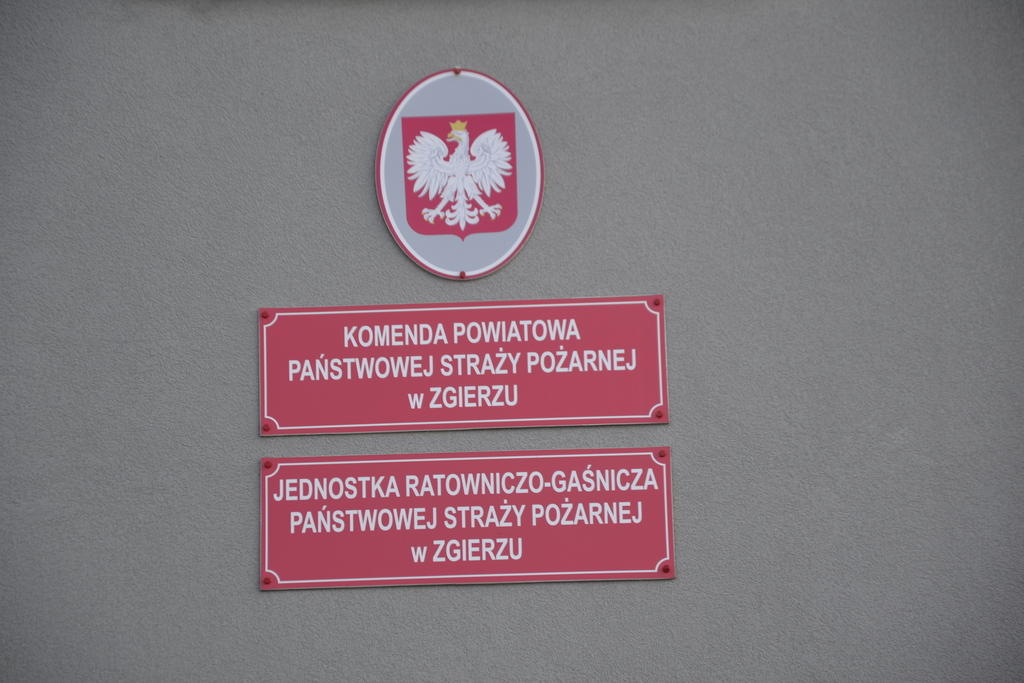 KOMENDA POWIATOWA
PAŃSTWOWEJ STRAŻY POŻARNEJ
w ZGIERZU
JEDNOSTKA RATOWNICZO-GAŚNICZA
PAŃSTWOWEJ STRAŻY POŻARNEJ
w ZGIERZU